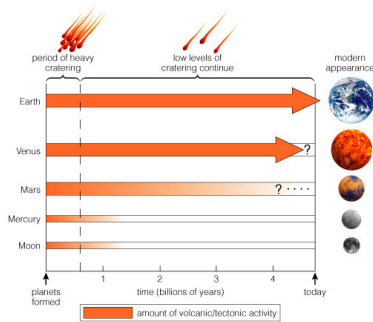 period of heavy
cratering
low levels of
cratering continue
modern
appearance
Earth
Venus
?
Mars
? ....
Mercury
Moon
1
2
3
4
planets
formed
time (billions of years)
today
amount of volcanic/tectonic activity